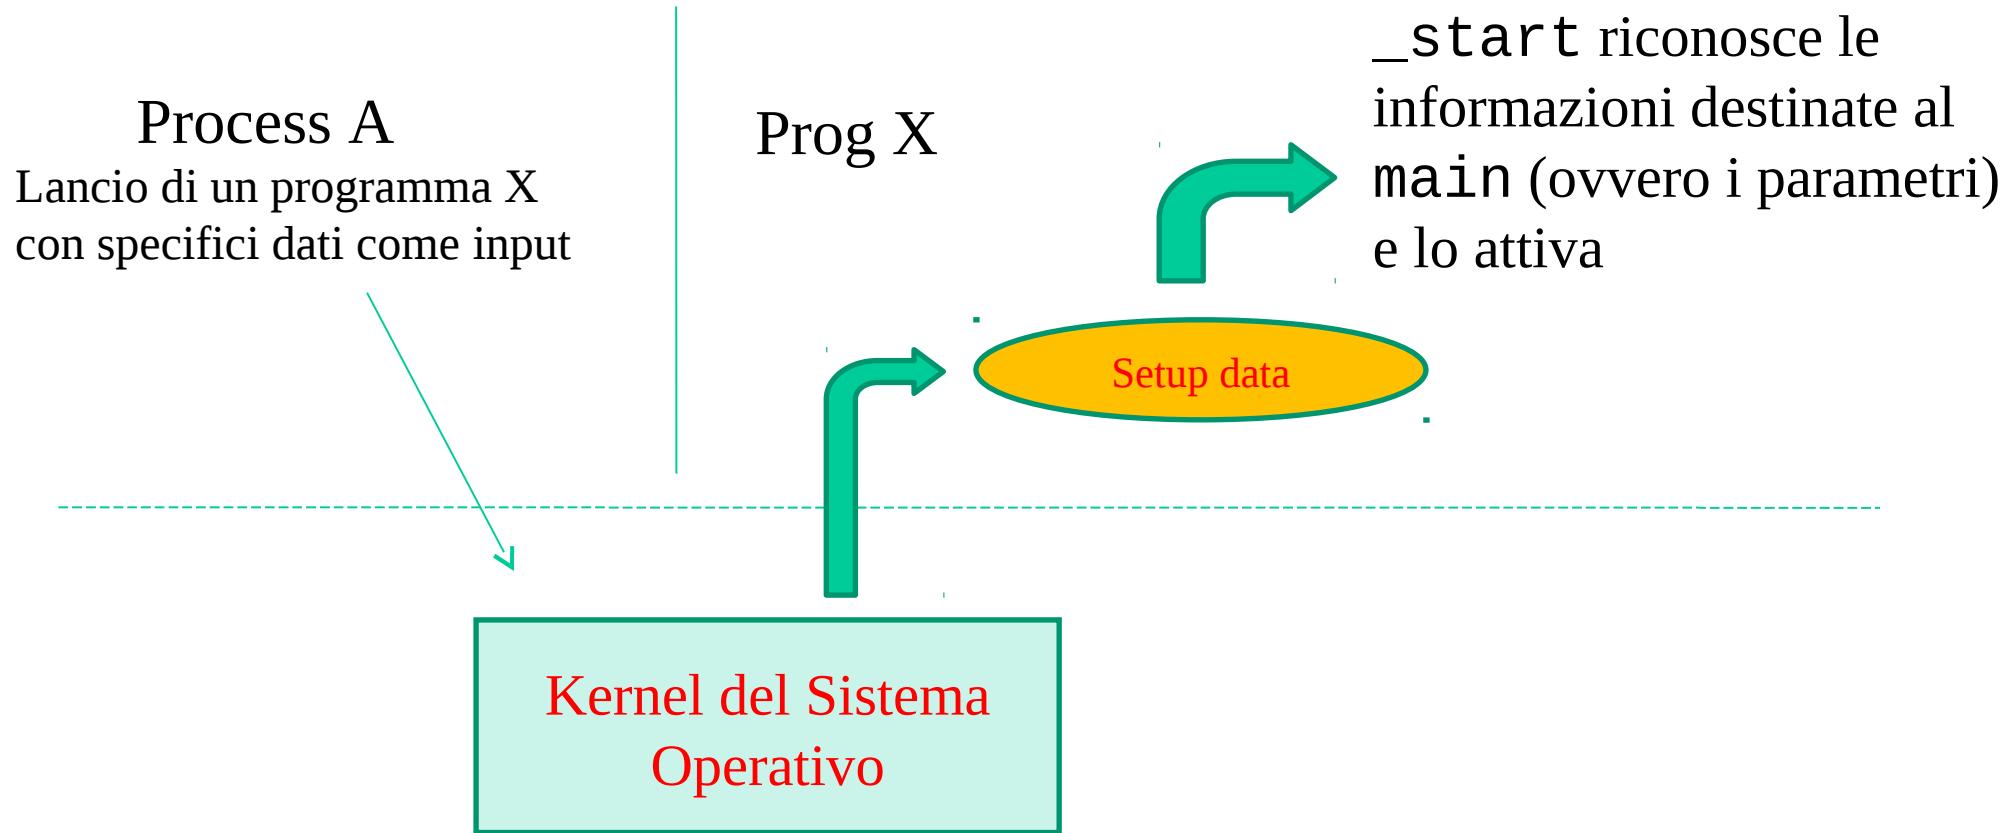 Process A
Lancio di un programma X
con specifici dati come input
Prog X
_start riconosce le
informazioni destinate al
main (ovvero i parametri)
e lo attiva
Setup data
Kernel del Sistema
Operativo